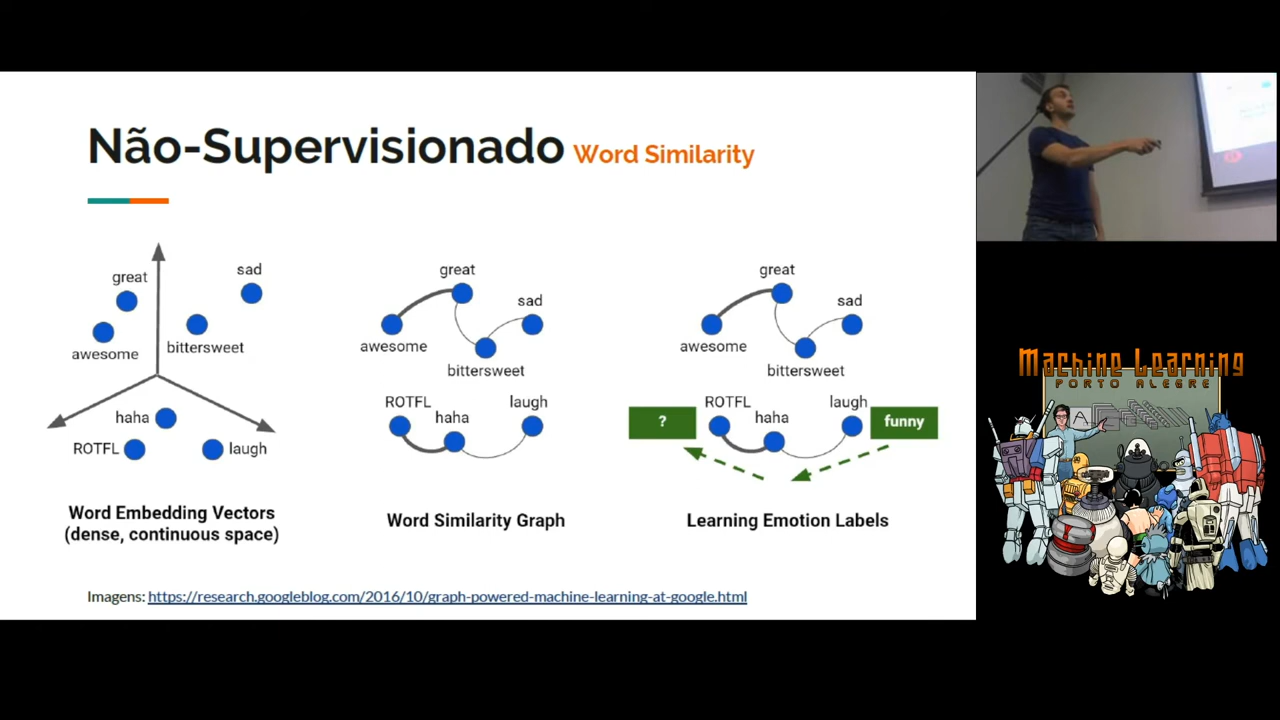 Não-Supervisionado Word Similarity
great
sad
awesome
bittersweet
haha
ROTFL
laugh
Word Embedding Vectors
(dense, continuous space)
great
sad
awesome
bittersweet
ROTFL
haha
laugh
Word Similarity Graph
great
sad
awesome
bittersweet
ROTFL
haha
laugh
?
funny
Learning Emotion Labels
Imagens: https://research.googleblog.com/2016/10/graph-powered-machine-learning-at-google.html
Machine Learning
PORTO ALEGRE